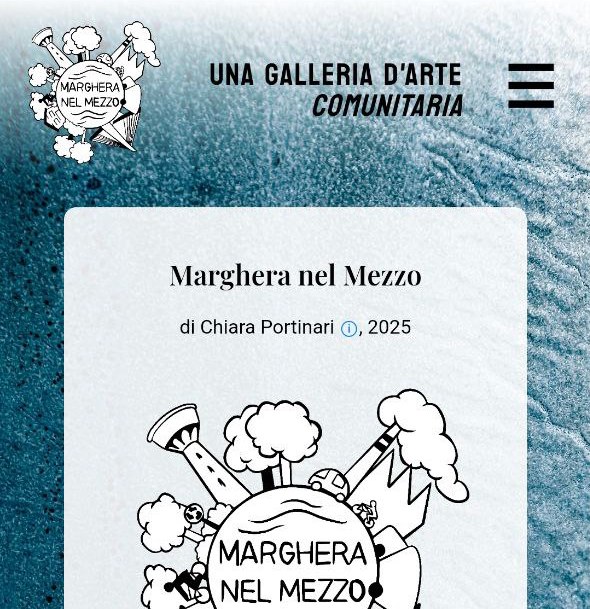 MARGHERA
NEL MEZZO
UNA GALLERIA D'ARTE
COMUNITARIA
Marghera nel Mezzo
di Chiara Portinari ⓘ, 2025
MARGHERA
NEL MEZZO